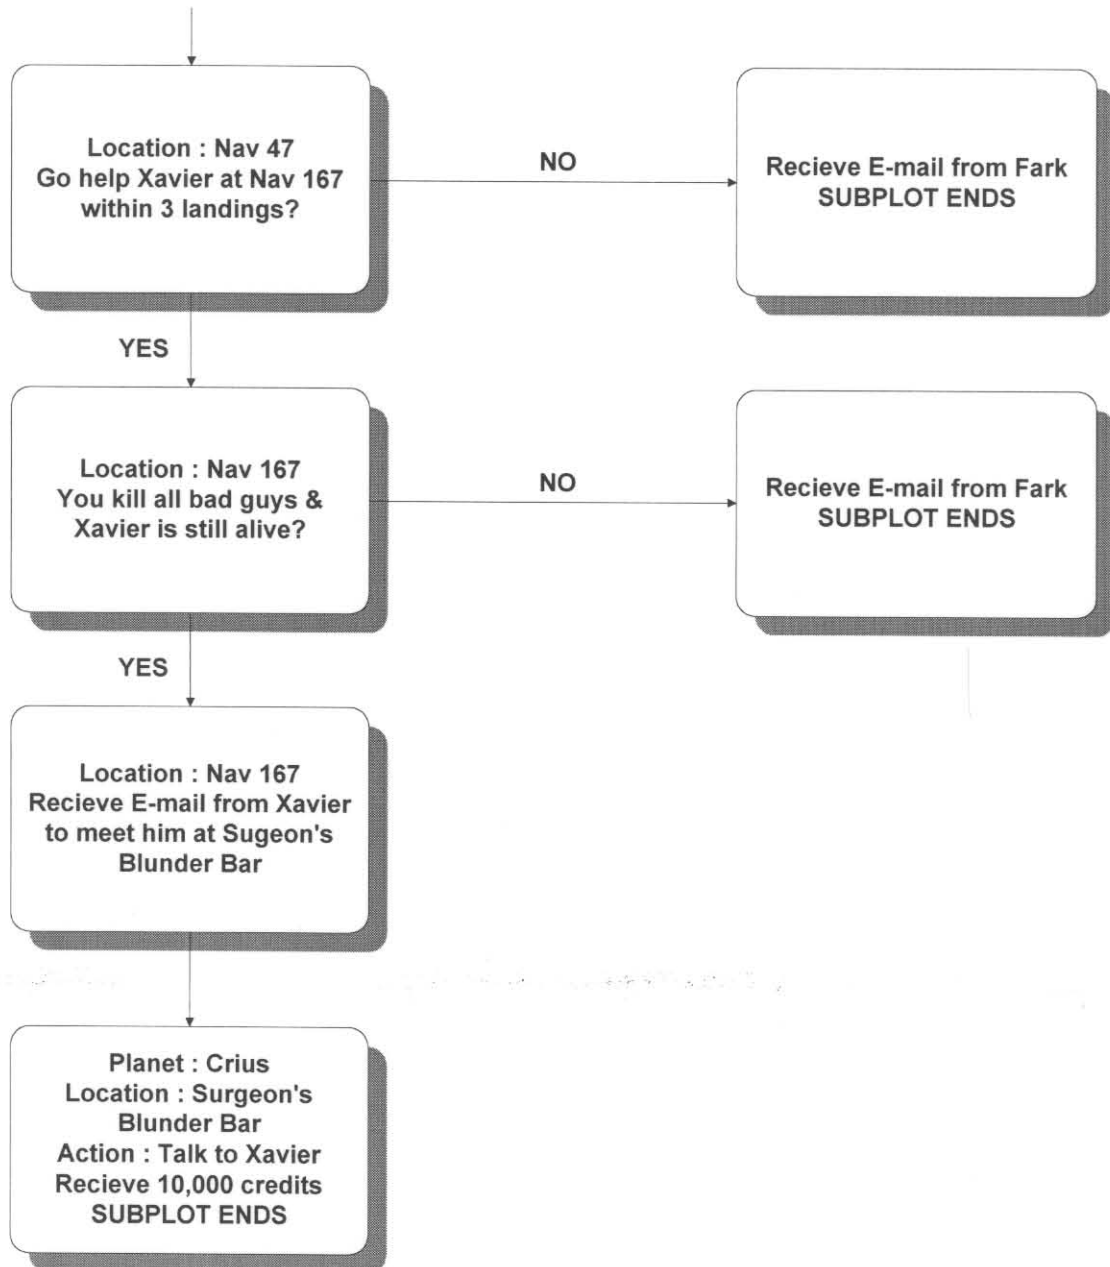 Location : Nav 47
Go help Xavier at Nav 167
within 3 landings?
NO
Recieve E-mail from Fark
SUBPLOT ENDS
YES
Location : Nav 167
You kill all bad guys &
Xavier is still alive?
NO
Recieve E-mail from Fark
SUBPLOT ENDS
YES
Location : Nav 167
Recieve E-mail from Xavier
to meet him at Sugeon's
Blunder Bar
Planet : Crius
Location : Surgeon's
Blunder Bar
Action : Talk to Xavier
Recieve 10,000 credits
SUBPLOT ENDS